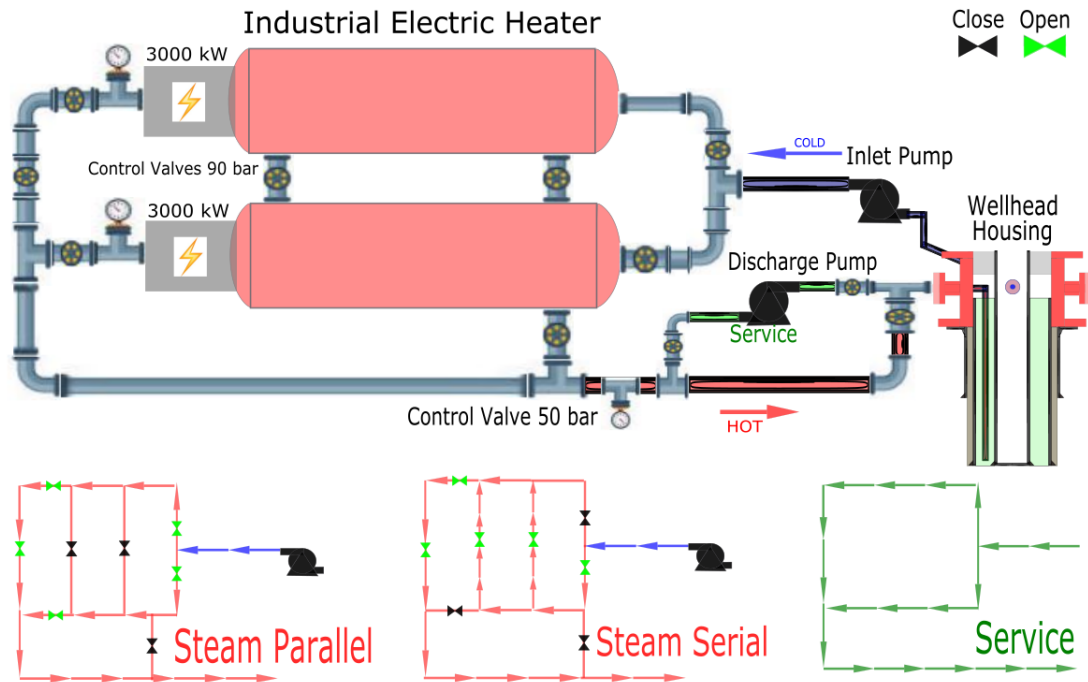 Industrial Electric Heater
Close
Open
3000 kW
COLD
Inlet Pump
Control Valves 90 bar
3000 kW
Wellhead
Housing
Discharge Pump
Service
Control Valve 50 bar
HOT
Steam Parallel
Steam Serial
Service